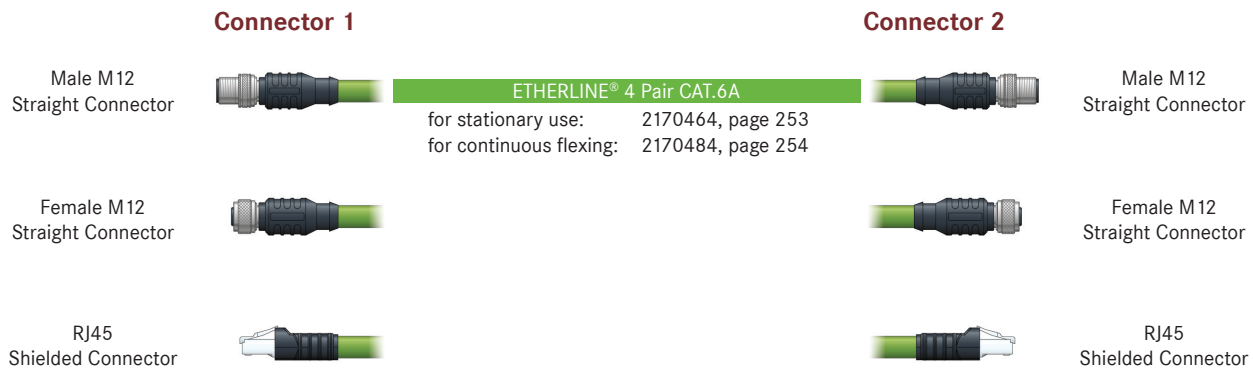 Connector 1
Connector 2
Male M12
Straight Connector
ETHERLINE® 4 Pair CAT.6A
for stationary use: 2170464, page 253
for continuous flexing: 2170484, page 254
Male M12
Straight Connector
Female M12
Straight Connector
Female M12
Straight Connector
RJ45
Shielded Connector
RJ45
Shielded Connector